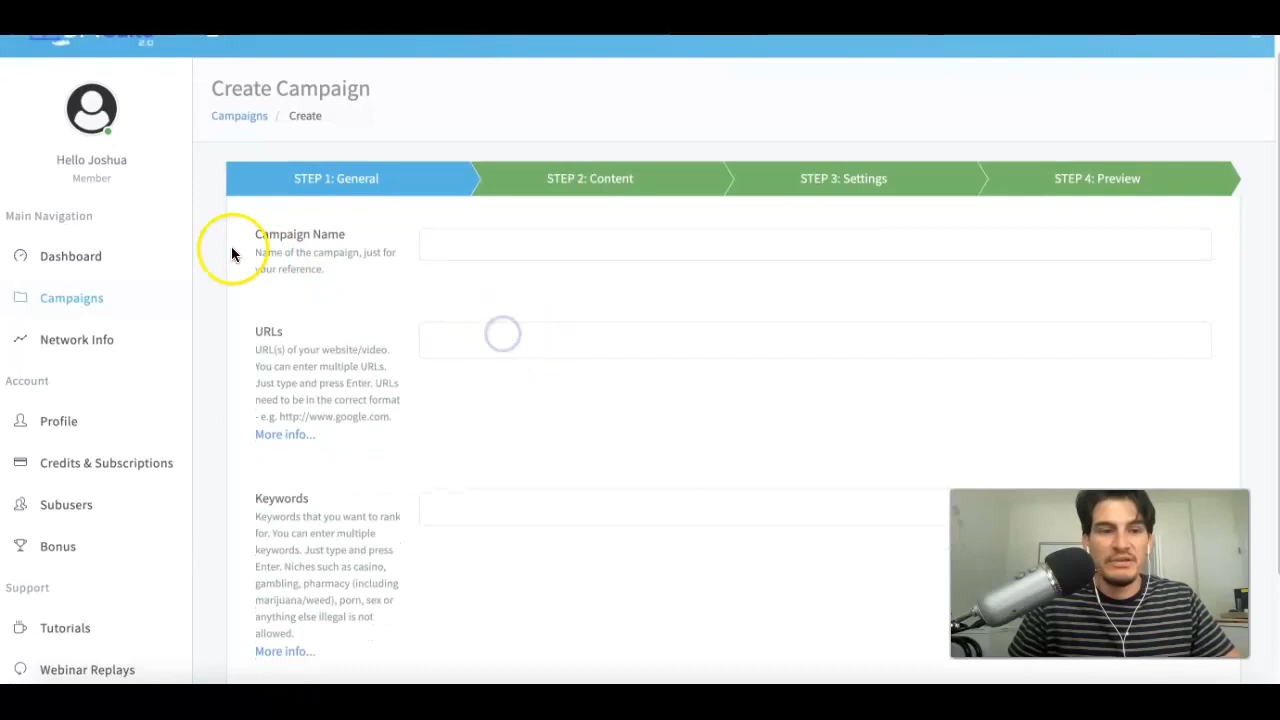 2.0
Create Campaign
Campaigns / Create
Hello Joshua
Member
Main Navigation
Dashboard
Campaigns
Network Info
Account
Profile
Credits & Subscriptions
Subusers
Bonus
Support
Tutorials
Webinar Replays
STEP 1: General
STEP 2: Content
STEP 3: Settings
STEP 4: Preview
Campaign Name
Name of the campaign, just for
your reference.
URLs
URL(s) of your website/video.
You can enter multiple URLs.
Just type and press Enter. URLs
need to be in the correct format
- e.g. http://www.google.com.
More info...
Keywords
Keywords that you want to rank
for. You can enter multiple
keywords. Just type and press
Enter. Niches such as casino,
gambling, pharmacy (including
marijuana/weed), porn, sex or
anything else illegal is not
allowed.
More info...